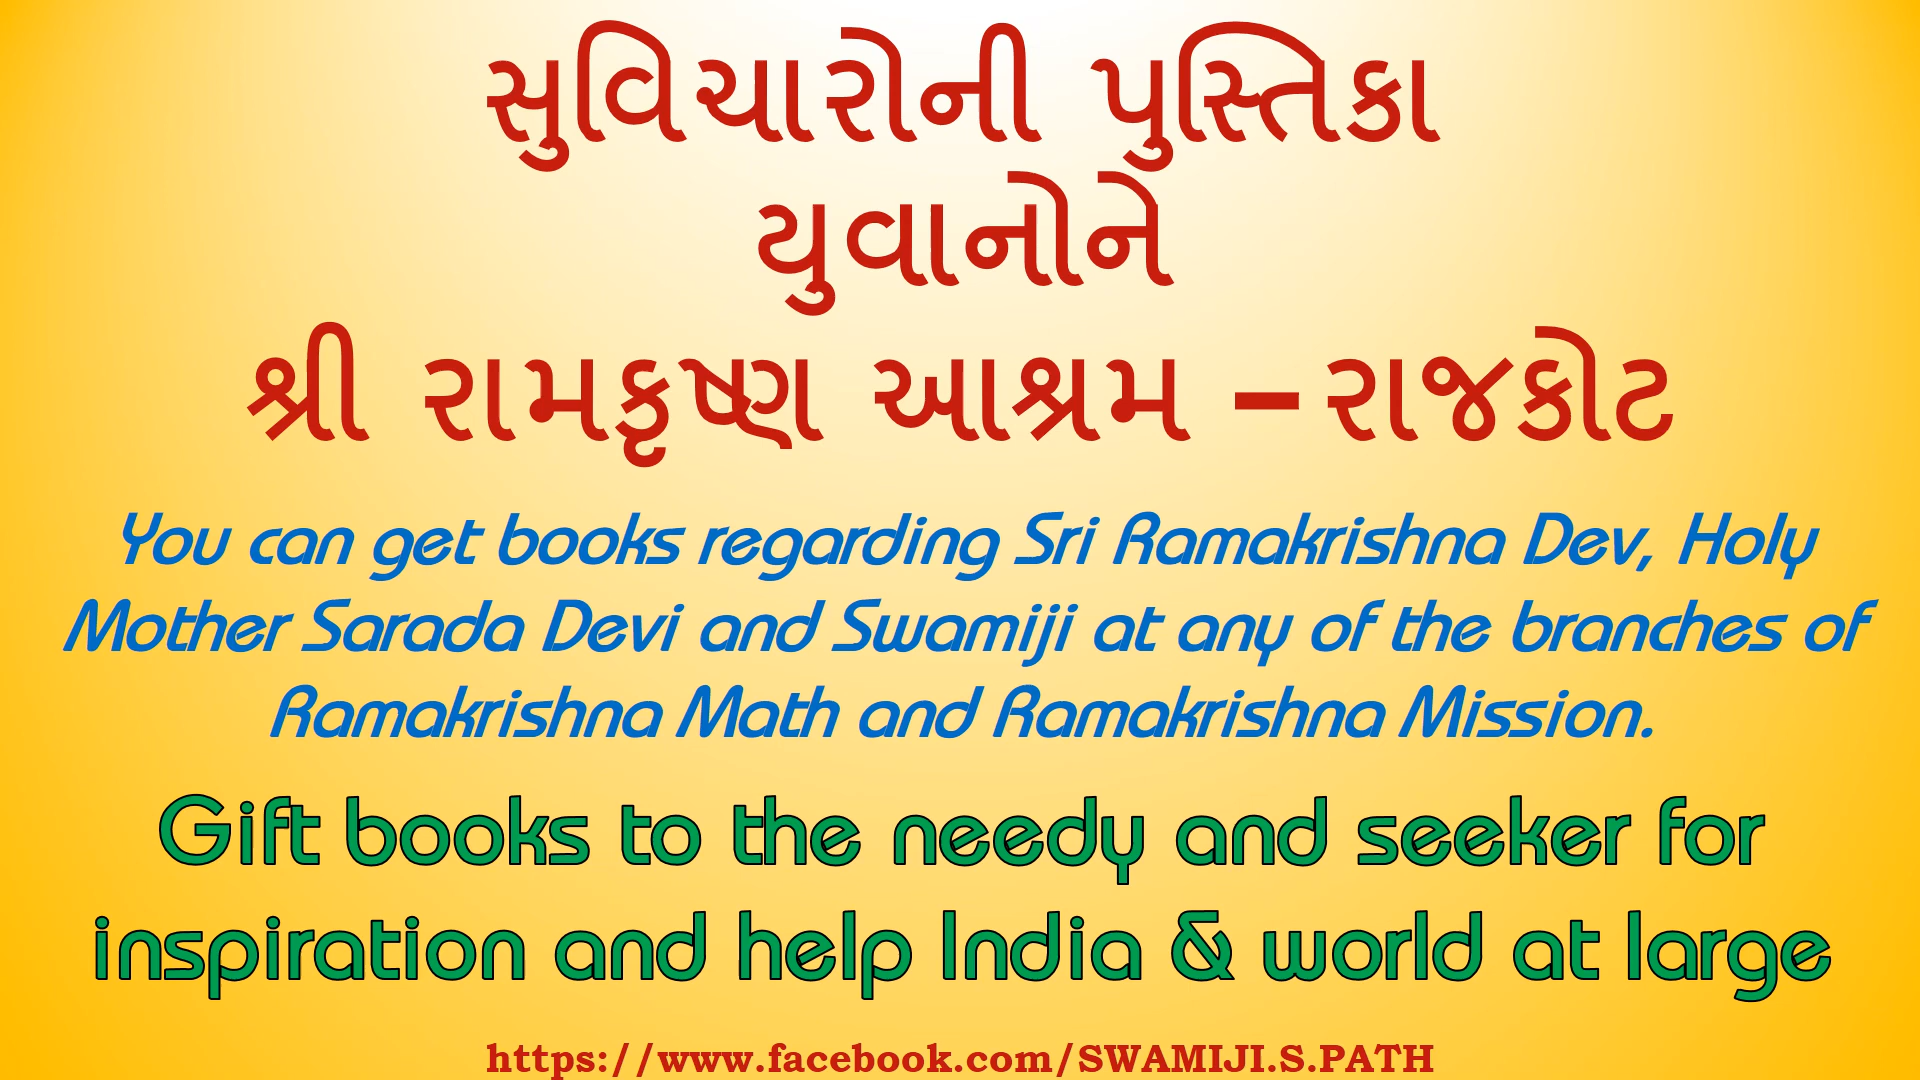 સુવિચારોની પુસ્તિકા
યુવાનોને
શ્રી રામકૃષ્ણ આશ્રમ – રાજકોટ
You can get books regarding Sri Ramakrishna Dev, Holy
Mother Sarada Devi and Swamiji at any of the branches of
Ramakrishna Math and Ramakrishna Mission.
Gift books to the needy and seeker for
inspiration and help India & world at large
https://www.facebook.com/SWAMIJI.S.PATH